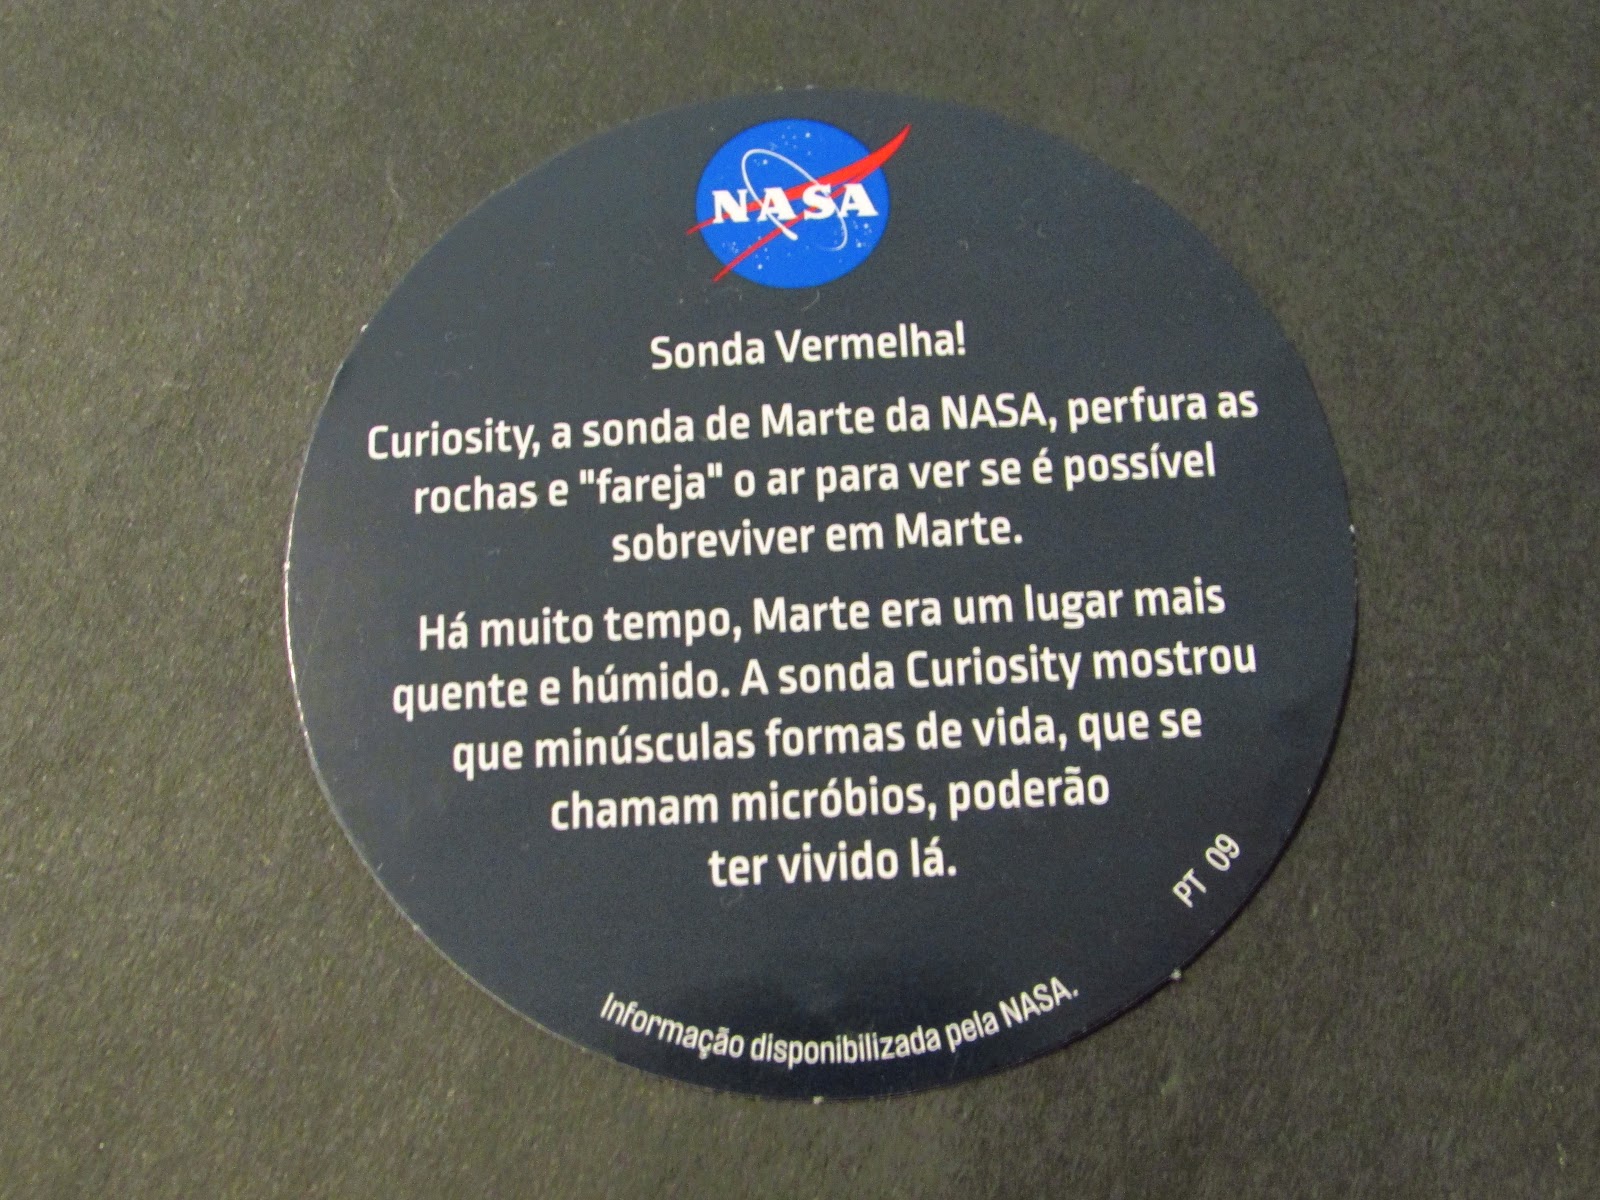 NASA
Sonda Vermelha!
Curiosity, a sonda de Marte da NASA, perfura as
rochas e "fareja" o ar para ver se é possível
sobreviver em Marte.
Há muito tempo, Marte era um lugar mais
quente e húmido. A sonda Curiosity mostrou
que minúsculas formas de vida, que se
chamam micróbios, poderão
ter vivido lá.
PT 09
Informação disponibilizada pela NASA.